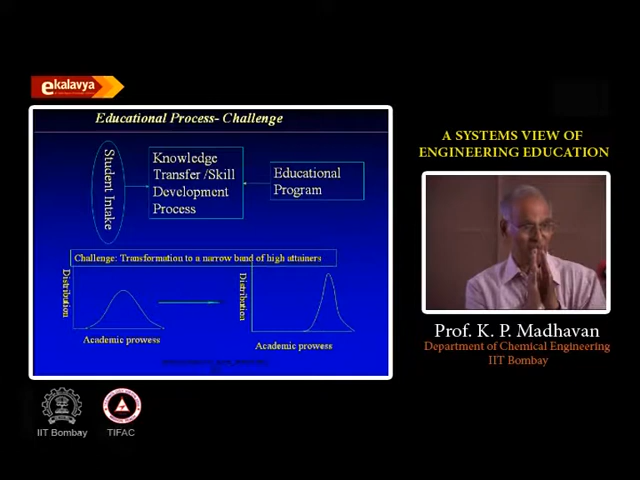 ekalavya
Educational Process- Challenge
Student Intake
Knowledge
Transfer /Skill
Development
Process
Educational
Program
Challenge: Transformation to a narrow band of high attainers
Distribution
Academic prowess
Distribution
Academic prowess
A SYSTEMS VIEW OF
ENGINEERING EDUCATION
Prof. K. P. Madhavan
Department of Chemical Engineering
IIT Bombay
IIT Bombay
TIFAC